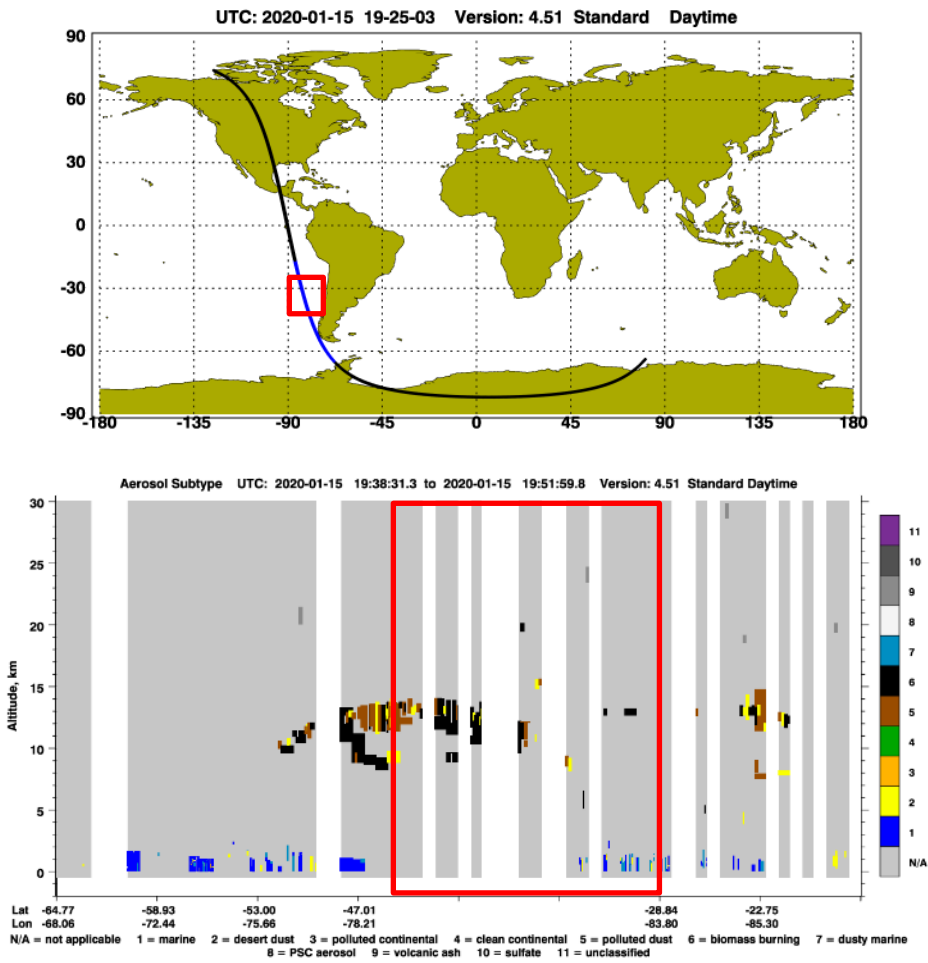 UTC: 2020-01-15 19-25-03 Version: 4.51 Standard Daytime
90
60
30
0
-30
-60
-90
-180 -135 -90 -45 0 45 90 135 180
Aerosol Subtype UTC: 2020-01-15 19:38:31.3 to 2020-01-15 19:51:59.8 Version: 4.51 Standard Daytime
30
25
20
15
10
5
0
Altitude, km
11
10
9
8
7
6
5
4
3
2
1
N/A
Lat -64.77 -58.93 -53.00 -47.01 -28.84 -22.75
Lon -68.06 -72.44 -75.66 -78.21 -83.80 -85.30
N/A = not applicable 1 = marine 2 = desert dust 3 = polluted continental 4 = clean continental 5 = polluted dust 6 = biomass burning 7 = dusty marine
8 = PSC aerosol 9 = volcanic ash 10 = sulfate 11 = unclassified